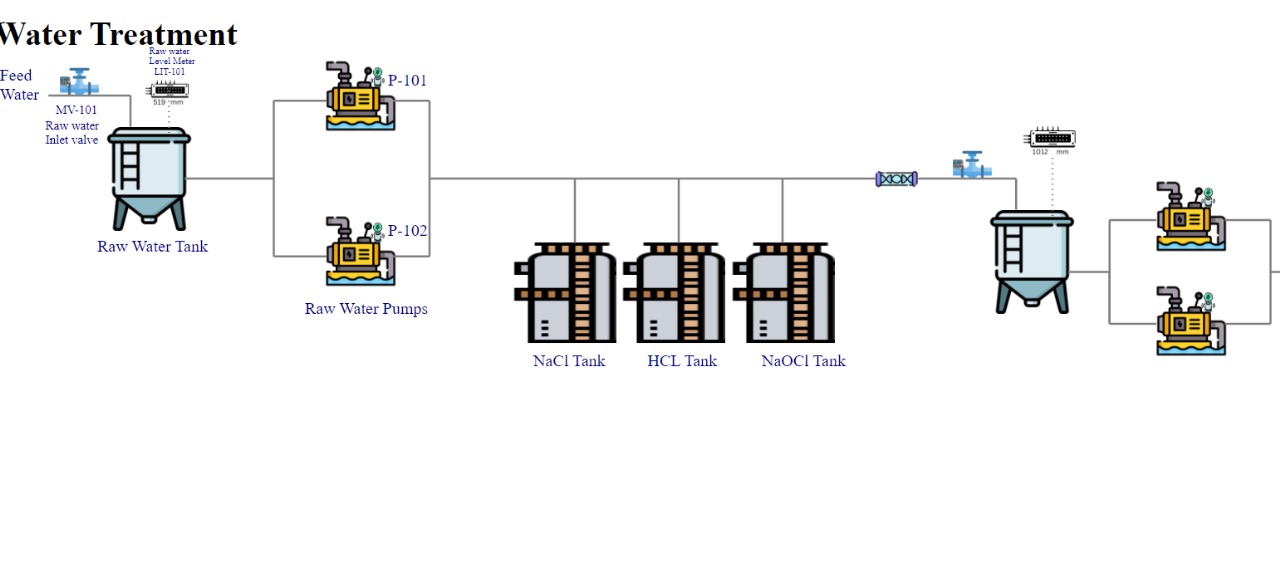 Water Treatment
Raw water
Level Meter
LIT-101
519 mm
Feed
Water
MV-101
Raw water
Inlet valve
P-101
Raw Water Tank
P-102
Raw Water Pumps
1012 mm
NaCl Tank
HCL Tank
NaOCl Tank